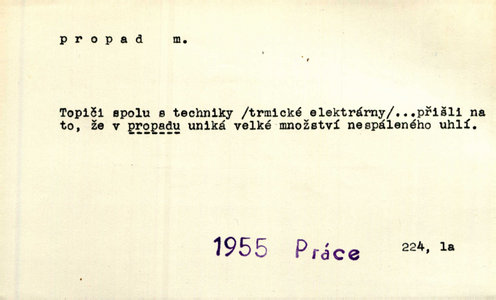 propad m.
Topiči spolu s techniky /trmické elektrárny/...přišli na
to, že v propadu uniká velké množství nespáleného uhlí.
1955 Práce 224, 1a